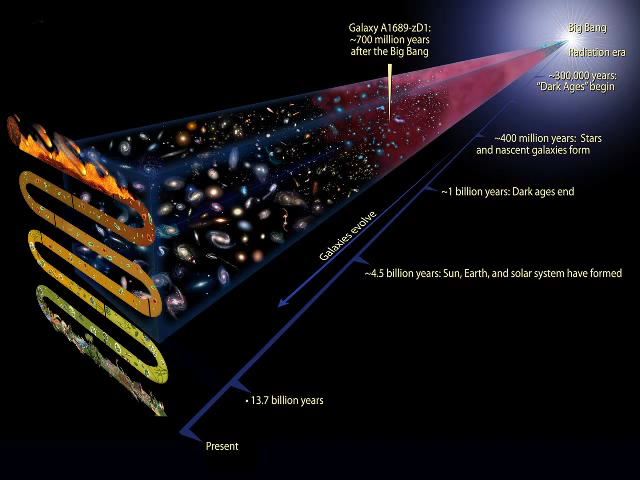 Galaxy A1689-zD1:
~700 million years
after the Big Bang
Big Bang
Radiation era
~300,000 years:
"Dark Ages" begin
~400 million years: Stars
and nascent galaxies form
~1 billion years: Dark ages end
Galaxies evolve
~4.5 billion years: Sun, Earth, and solar system have formed
• 13.7 billion years
Present